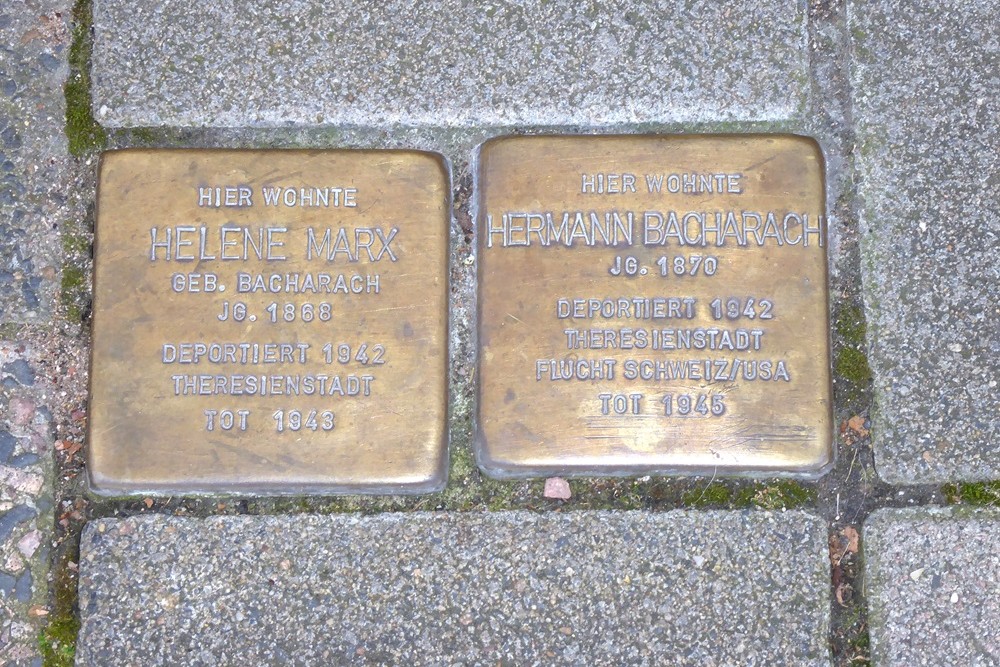 HIER WOHNTE
HELENE MARX
GEB. BACHARACH
JG. 1868
DEPORTIERT 1942
THERESIENSTADT
TOT 1943
HIER WOHNTE
HERMANN BACHARACH
JG. 1870
DEPORTIERT 1942
THERESIENSTADT
FLUCHT SCHWEIZ/USA
TOT 1945